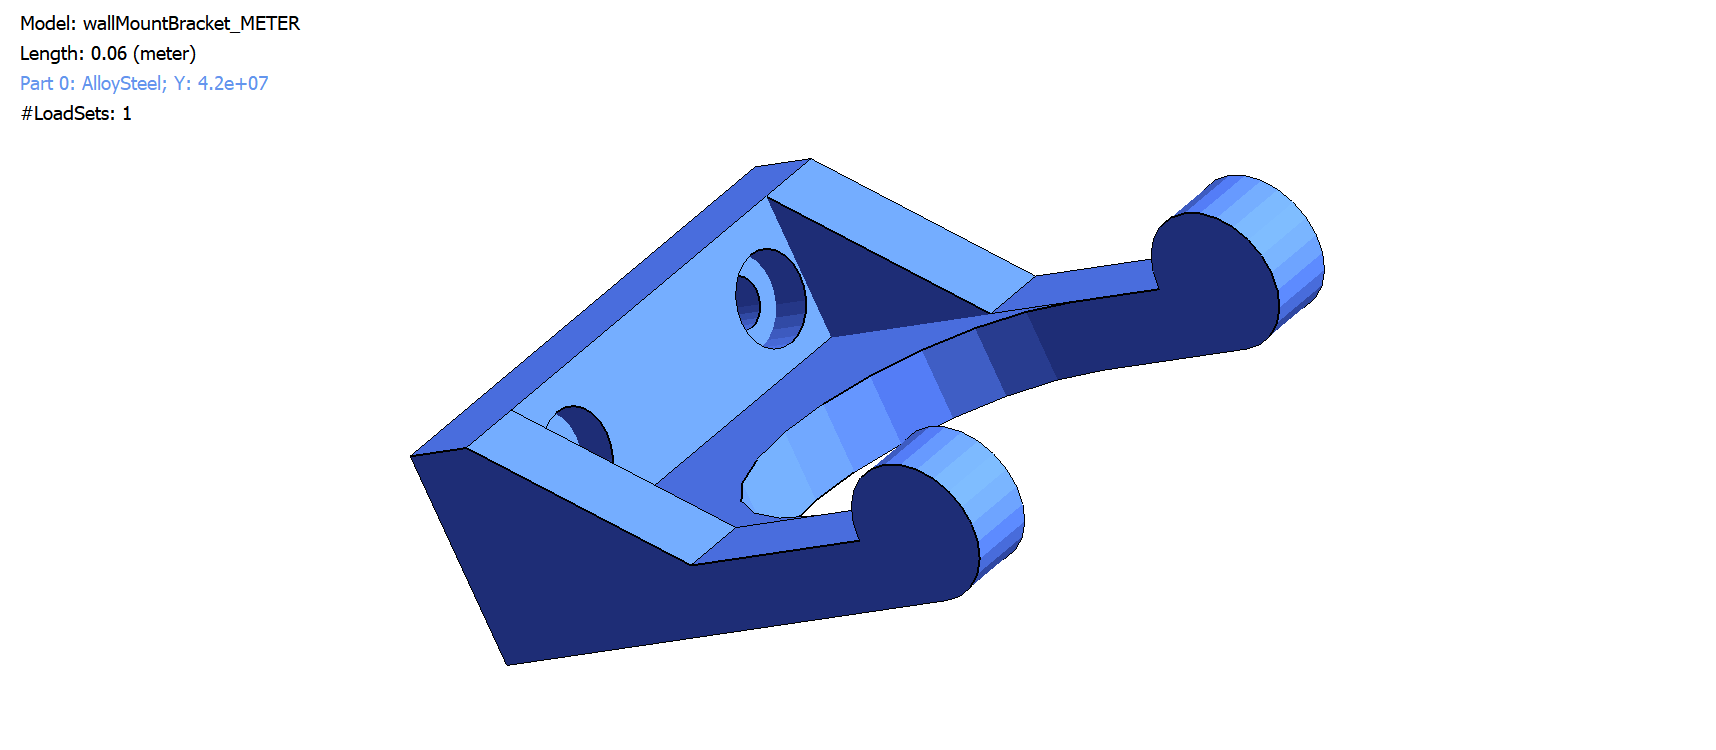 Model: wallMountBracket_METER
Length: 0.06 (meter)
Part 0: AlloySteel; Y: 4.2e+07
#LoadSets: 1